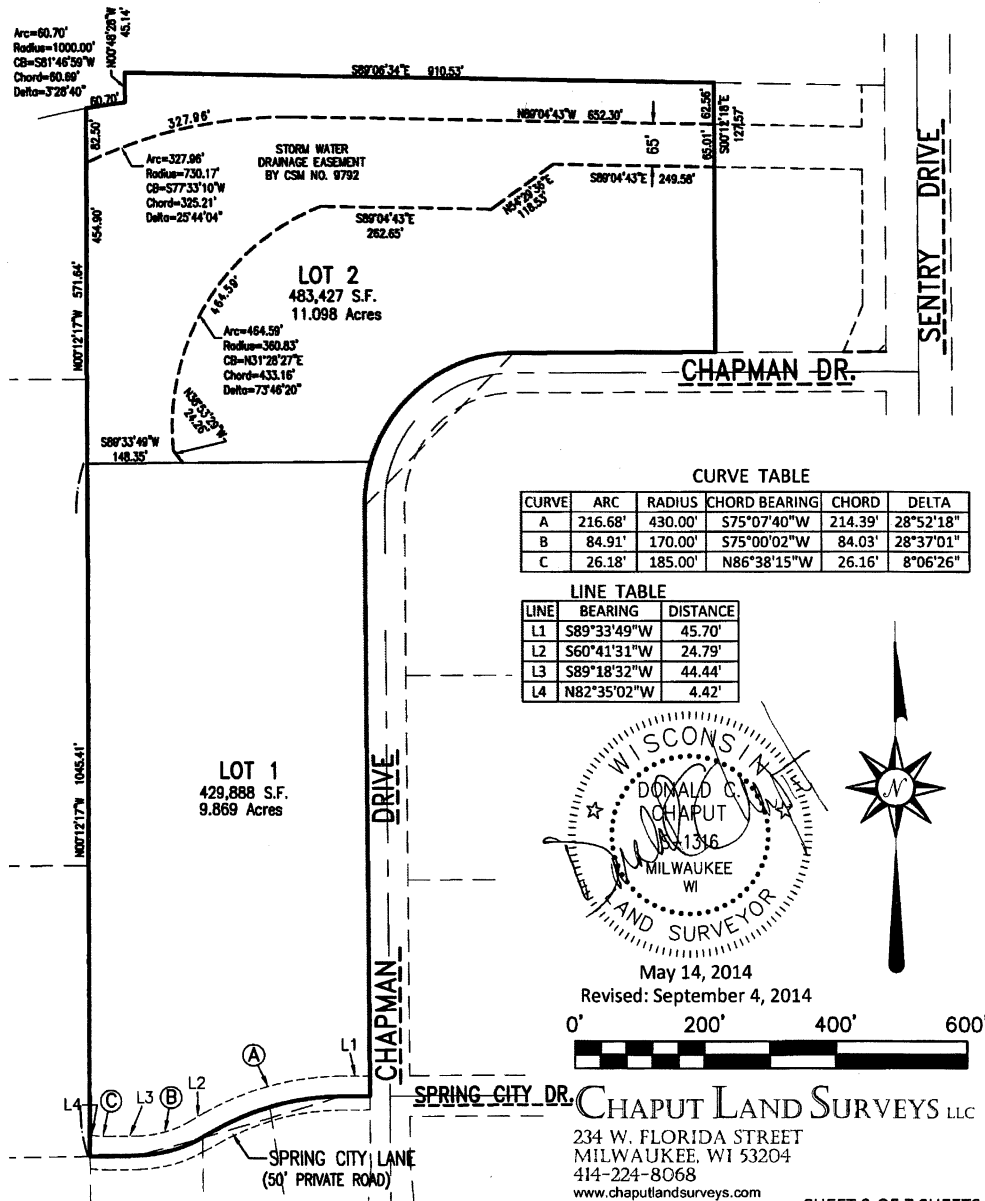 Arc=60.70'
Radius=1000.00'
CB=S81°46'59"W
Chord=60.69'
Delta=3°28'40"
N00°48'28"W
45.14'
S89°06'34"E 910.53'
60.70'
82.50'
327.96'
N89°04'43"W 652.30'
62.56'
S00°12'18"E
127.57'
65.01'
65'
STORM WATER
DRAINAGE EASEMENT
BY CSM NO. 9792
Arc=327.96'
Radius=730.17'
CB=S77°33'10"W
Chord=325.21'
Delta=25°44'04"
S89°04'43"E 249.58'
N54°29'36"E
118.53'
S89°04'43"E
262.65'
454.90'
N00°12'17"W 571.64'
LOT 2
483,427 S.F.
11.098 Acres
464.59'
Arc=464.59'
Radius=360.83'
CB=N31°28'27"E
Chord=433.16'
Delta=73°46'20"
N38°53'29"W
24.26'
S89°33'49"W
148.35'
SENTRY DRIVE
CHAPMAN DR.
CURVE TABLE
CURVE ARC RADIUS CHORD BEARING CHORD DELTA
A 216.68' 430.00' S75°07'40"W 214.39' 28°52'18"
B 84.91' 170.00' S75°00'02"W 84.03' 28°37'01"
C 26.18' 185.00' N86°38'15"W 26.16' 8°06'26"
LINE TABLE
LINE BEARING DISTANCE
L1 S89°33'49"W 45.70'
L2 S60°41'31"W 24.79'
L3 S89°18'32"W 44.44'
L4 N82°35'02"W 4.42'
N00°12'17"W 1045.41'
LOT 1
429,888 S.F.
9.869 Acres
CHAPMAN DRIVE
WISCONSIN
DONALD C.
CHAPUT
S-1316
MILWAUKEE
WI
LAND SURVEYOR
N
May 14, 2014
Revised: September 4, 2014
0' 200' 400' 600'
L4 C L3 B L2 A L1
SPRING CITY DR.
SPRING CITY LANE
(50' PRIVATE ROAD)
CHAPUT LAND SURVEYS LLC
234 W. FLORIDA STREET
MILWAUKEE, WI 53204
414-224-8068
www.chaputlandsurveys.com